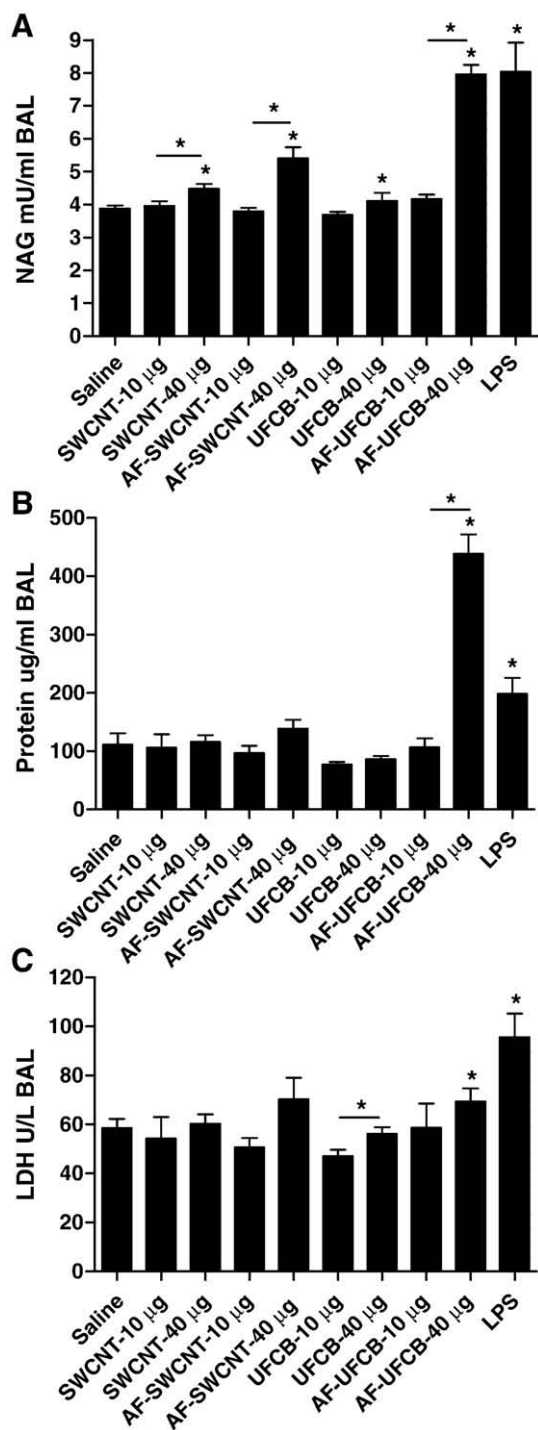 A
NAG mU/ml BAL
9
8
7
6
5
4
3
2
1
0
* * * * * * * *
Saline
SWCNT-10 µg
SWCNT-40 µg
AF-SWCNT-10 µg
AF-SWCNT-40 µg
UFCB-10 µg
UFCB-40 µg
AF-UFCB-10 µg
AF-UFCB-40 µg
LPS
B
Protein ug/ml BAL
500
400
300
200
100
0
* * *
Saline
SWCNT-10 µg
SWCNT-40 µg
AF-SWCNT-10 µg
AF-SWCNT-40 µg
UFCB-10 µg
UFCB-40 µg
AF-UFCB-10 µg
AF-UFCB-40 µg
LPS
C
LDH U/L BAL
120
100
80
60
40
20
0
* * *
Saline
SWCNT-10 µg
SWCNT-40 µg
AF-SWCNT-10 µg
AF-SWCNT-40 µg
UFCB-10 µg
UFCB-40 µg
AF-UFCB-10 µg
AF-UFCB-40 µg
LPS